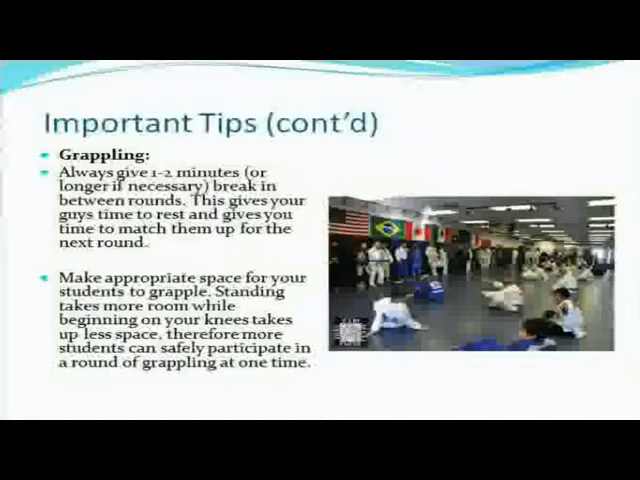 Important Tips (cont’d)
Grappling:
Always give 1-2 minutes (or
longer if necessary) break in
between rounds. This gives your
guys time to rest and gives you
time to match them up for the
next round.
Make appropriate space for your
students to grapple. Standing
takes more room while
beginning on your knees takes
up less space, therefore more
students can safely participate in
a round of grappling at one time.